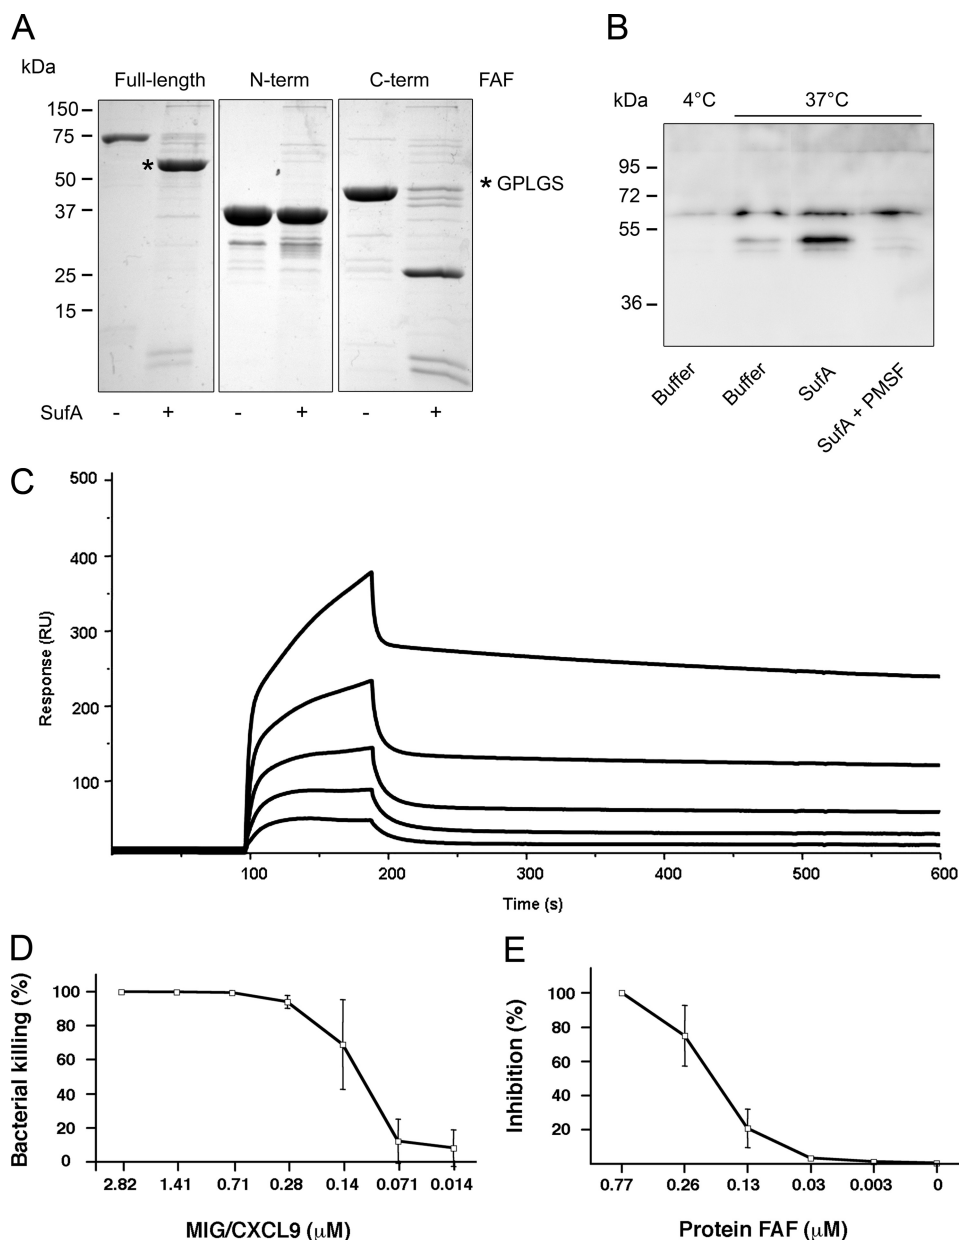 A
kDa
Full-length N-term C-term FAF
150
75
50
37
25
15
*
* GPLGS
SufA - + - + - +
B
kDa 4°C 37°C
95
72
55
36
Buffer
Buffer
SufA
SufA + PMSF
C
500
400
300
200
100
Response (RU)
100 200 300 400 500 600
Time (s)
D
Bacterial killing (%)
100
80
60
40
20
0
2.82 1.41 0.71 0.28 0.14 0.071 0.014
MIG/CXCL9 (µM)
E
Inhibition (%)
100
80
60
40
20
0.77 0.26 0.13 0.03 0.003 0
Protein FAF (µM)